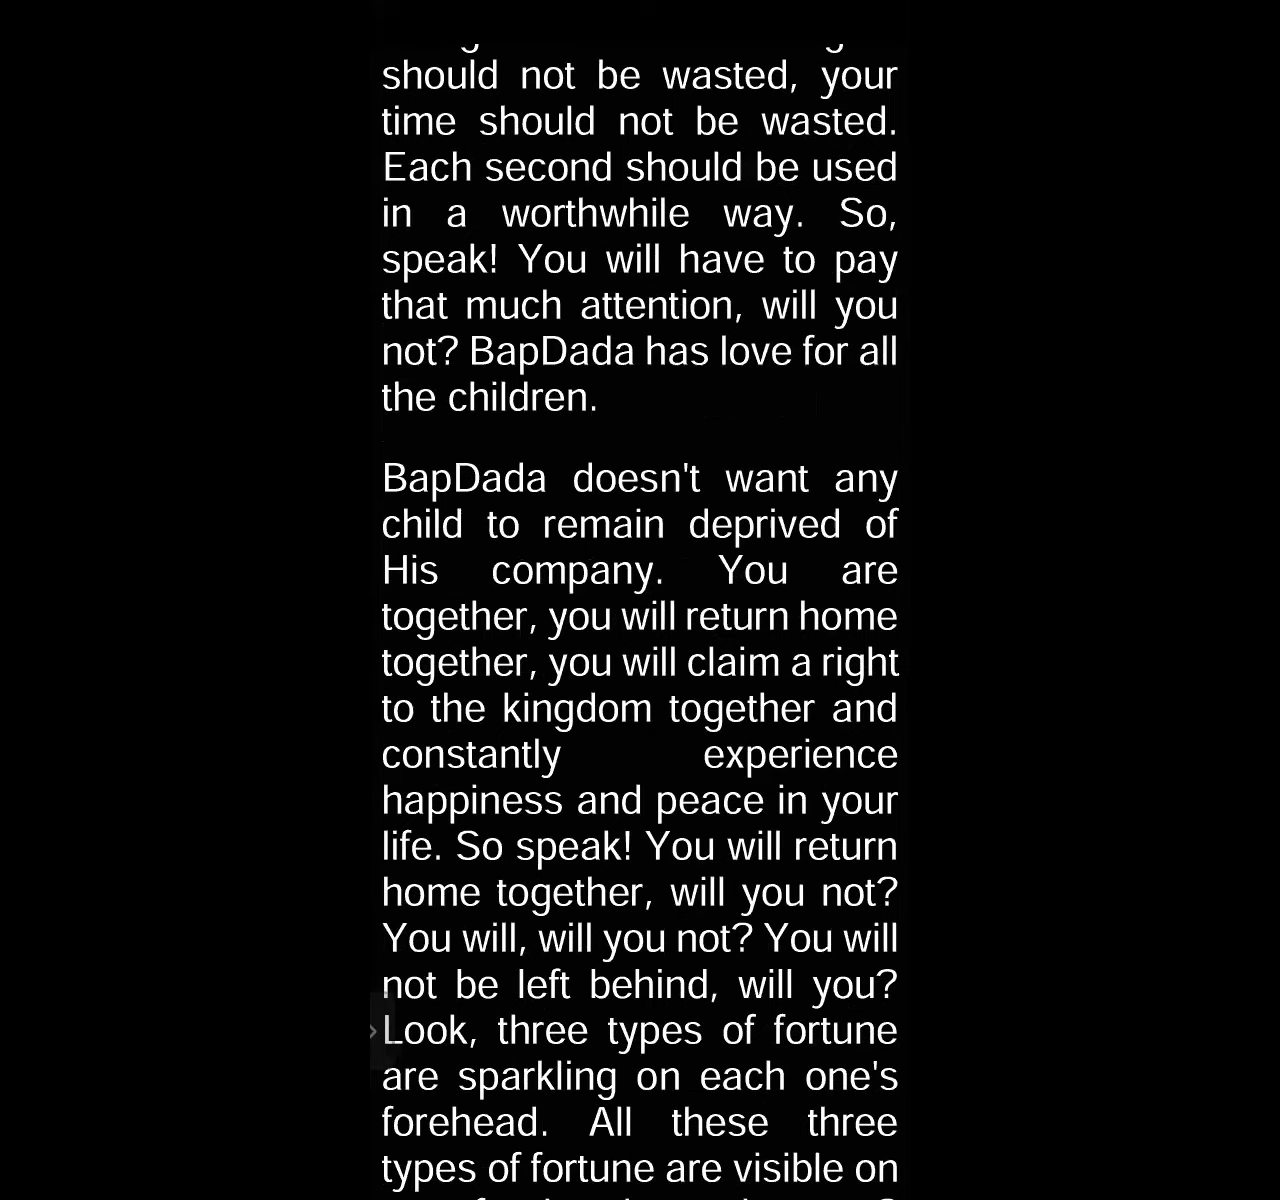 should not be wasted, your
time should not be wasted.
Each second should be used
in a worthwhile way. So,
speak! You will have to pay
that much attention, will you
not? BapDada has love for all
the children.
BapDada doesn't want any
child to remain deprived of
His company. You are
together, you will return home
together, you will claim a right
to the kingdom together and
constantly experience
happiness and peace in your
life. So speak! You will return
home together, will you not?
You will, will you not? You will
not be left behind, will you?
Look, three types of fortune
are sparkling on each one's
forehead. All these three
types of fortune are visible on